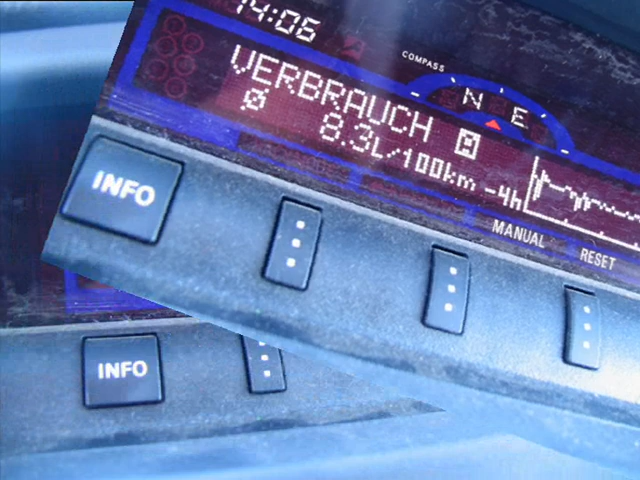 14:06
COMPASS
N E
VERBRAUCH A
Ø 8.3L/100km -4h
MANUAL RESET
INFO
INFO